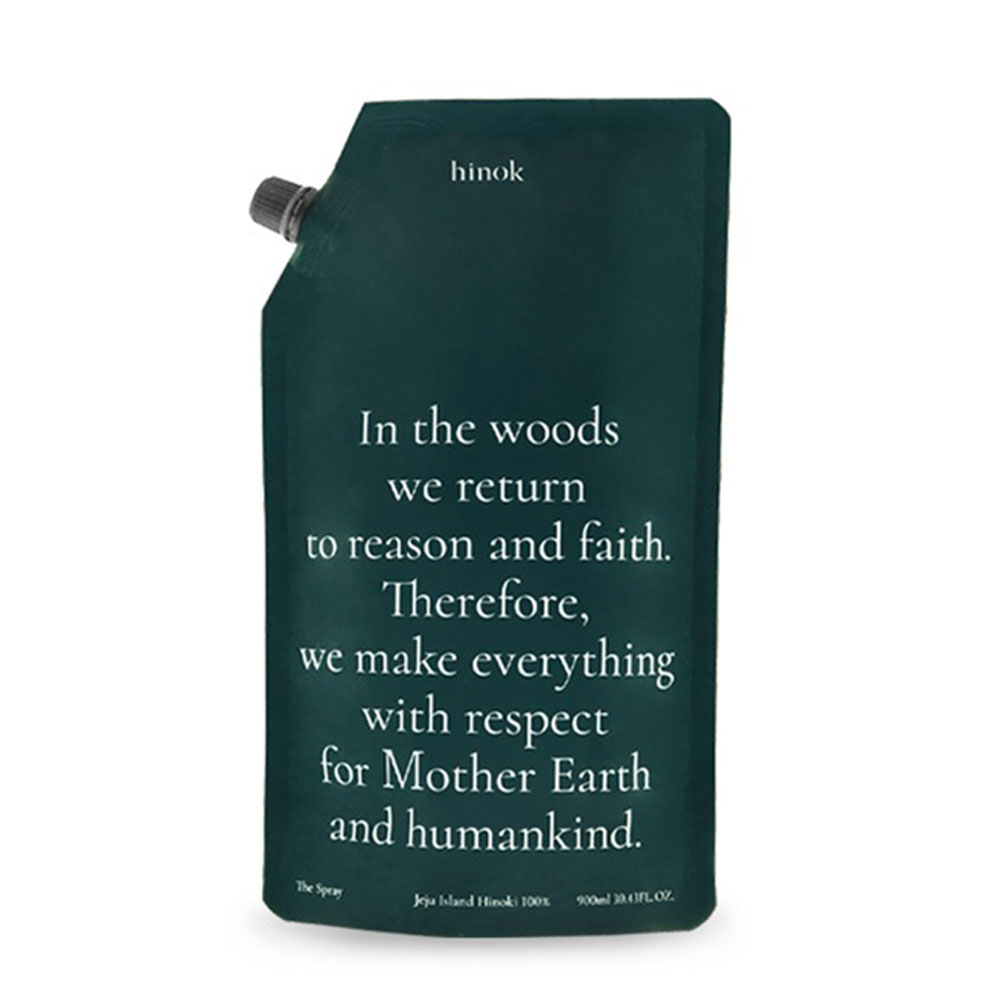 hinok
In the woods
we return
to reason and faith.
Therefore,
we make everything
with respect
for Mother Earth
and humankind.
The Spray
Jeju Island Hinoki 100%
900ml 30.43FL.OZ.